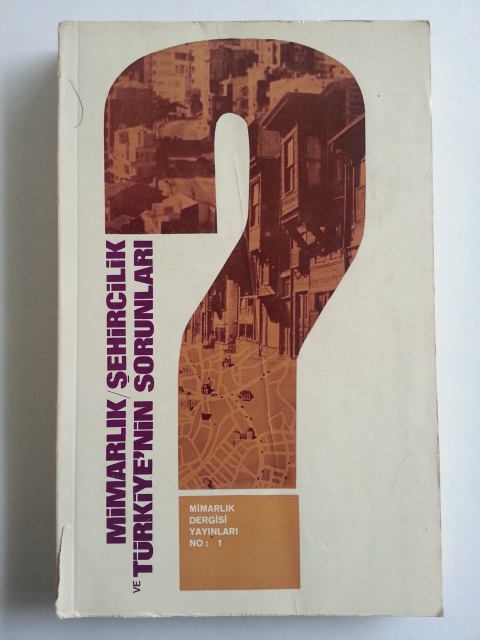 MİMARLIK/ŞEHİRCİLİK
VE TÜRKİYE'NİN SORUNLARI
MİMARLIK
DERGİSİ
YAYINLARI
NO: 1